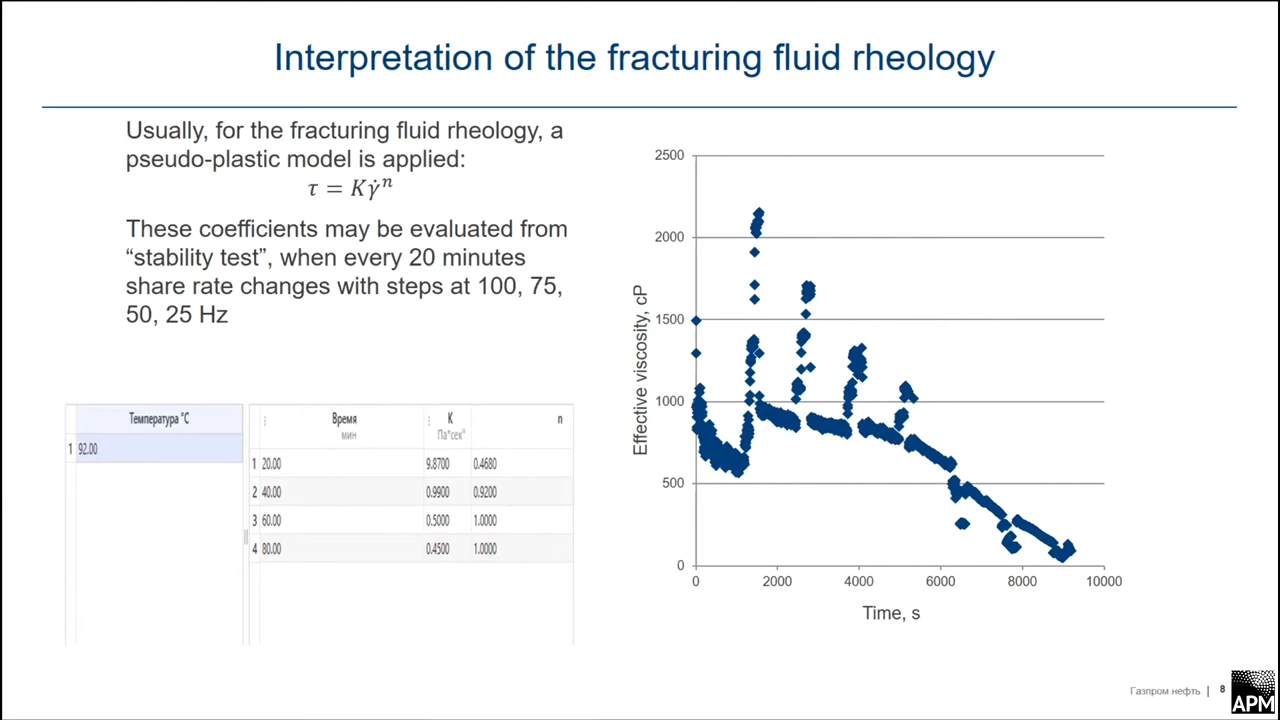 Interpretation of the fracturing fluid rheology
Usually, for the fracturing fluid rheology, a
pseudo-plastic model is applied:
τ = Kγ̇ⁿ
These coefficients may be evaluated from
“stability test”, when every 20 minutes
share rate changes with steps at 100, 75,
50, 25 Hz
Температура °C
1 92.00
Время K n
мин Па*секⁿ
1 20.00 9.8700 0.4680
2 40.00 0.9900 0.9200
3 60.00 0.5000 1.0000
4 80.00 0.4500 1.0000
Effective viscosity, cP
2500
2000
1500
1000
500
0
0 2000 4000 6000 8000 10000
Time, s
Газпром нефть | 8
APM